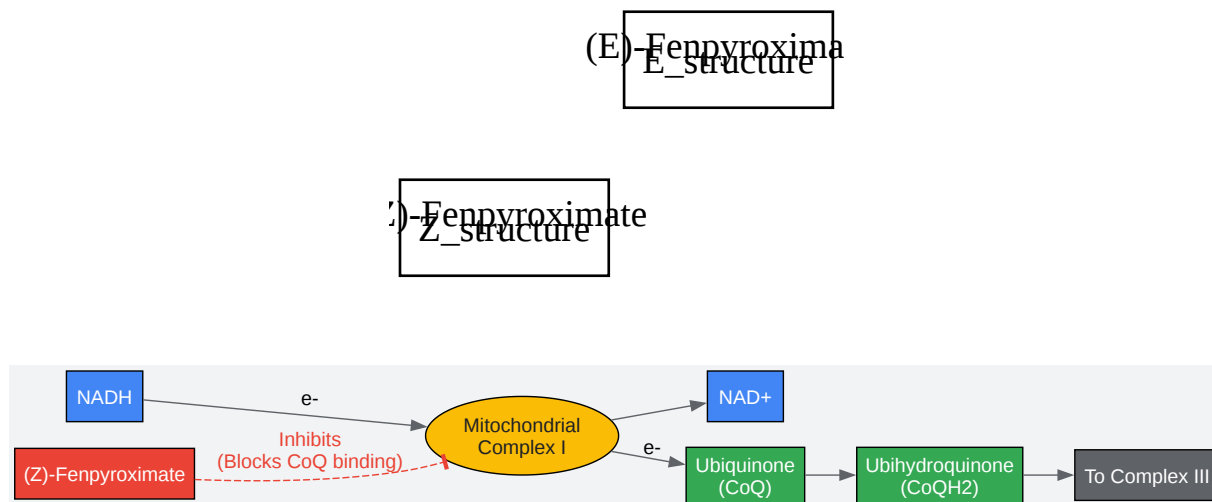 (E)-Fenpyroxima
E_structure
)-Fenpyroximate
Z_structure
NADH
e-
NAD+
Mitochondrial
Complex I
Inhibits
(Blocks CoQ binding)
(Z)-Fenpyroximate
e-
Ubiquinone
(CoQ)
Ubihydroquinone
(CoQH2)
To Complex III